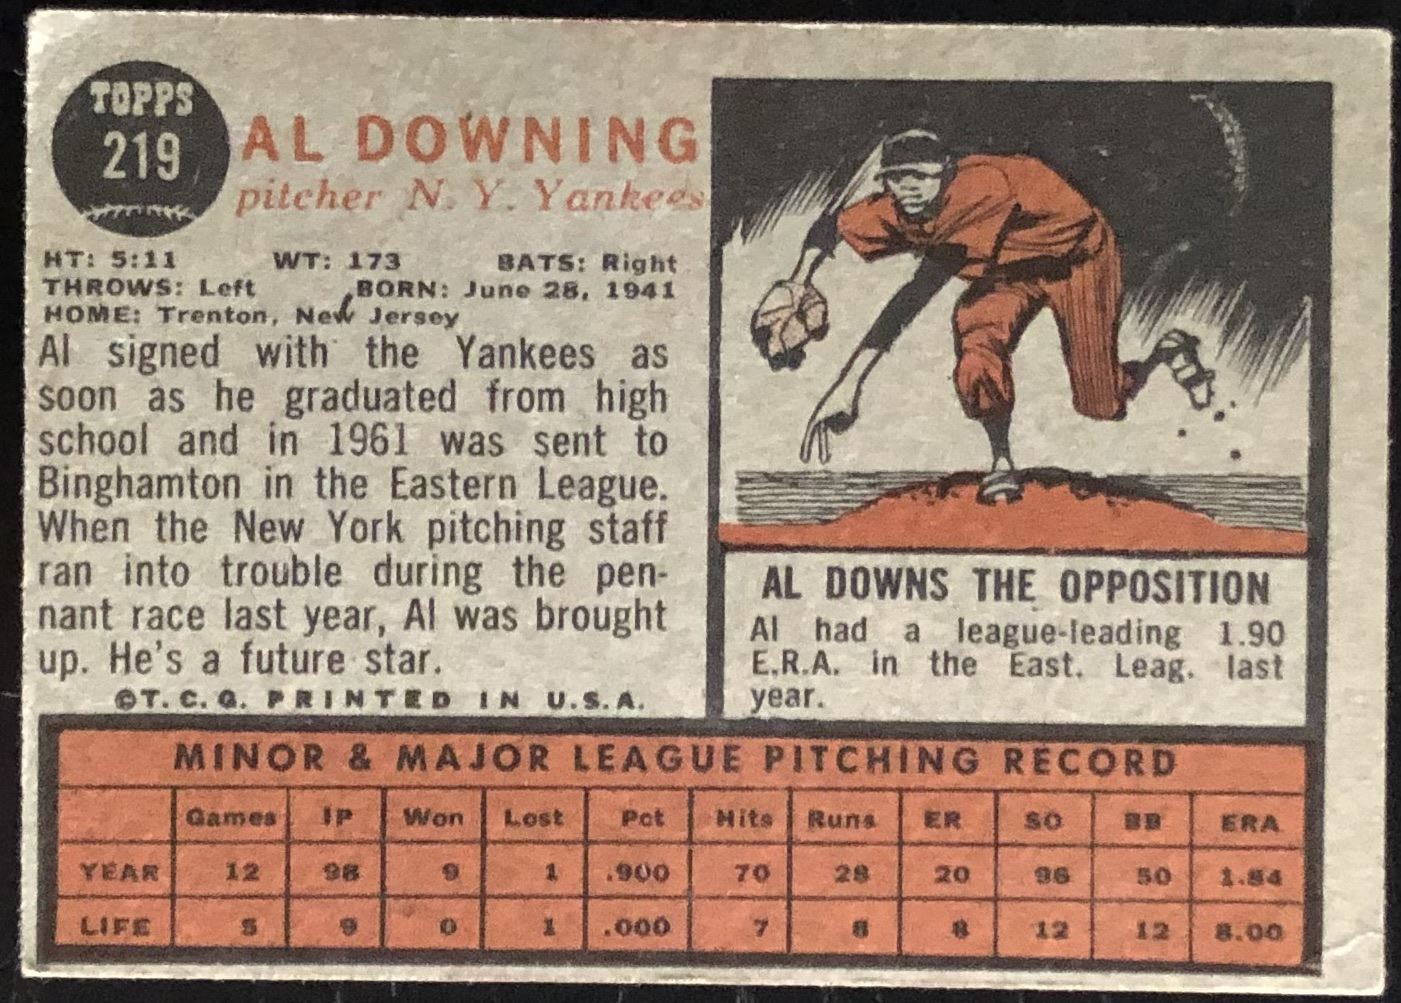 TOPPS
219
AL DOWNING
pitcher N. Y. Yankees
HT: 5:11 WT: 173 BATS: Right
THROWS: Left BORN: June 28, 1941
HOME: Trenton, New Jersey
Al signed with the Yankees as
soon as he graduated from high
school and in 1961 was sent to
Binghamton in the Eastern League.
When the New York pitching staff
ran into trouble during the pen-
nant race last year, Al was brought
up. He's a future star.
©T. C. G. PRINTED IN U.S.A.
AL DOWNS THE OPPOSITION
Al had a league-leading 1.90
E.R.A. in the East. Leag. last
year.
MINOR & MAJOR LEAGUE PITCHING RECORD
Games IP Won Lost Pct Hits Runs ER SO BB ERA
YEAR 12 98 9 1 .900 70 28 20 96 50 1.84
LIFE 5 9 0 1 .000 7 8 8 12 12 8.00